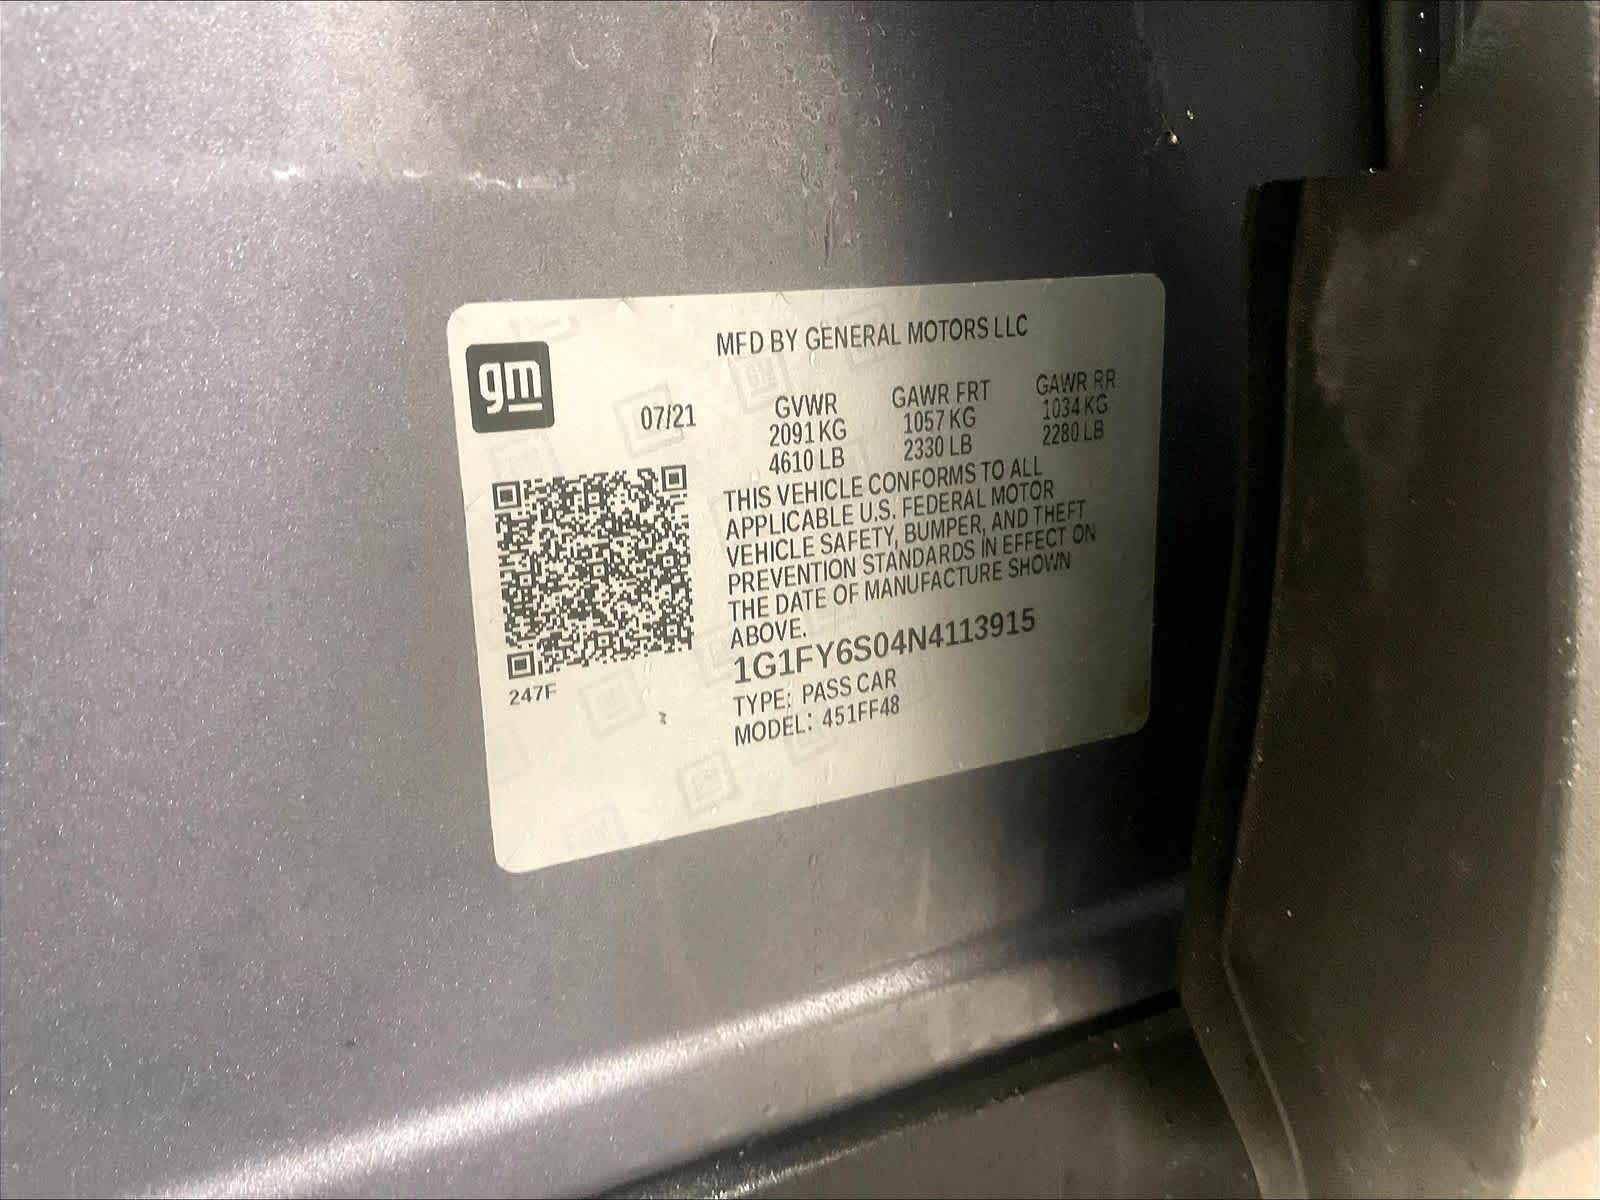 gm
MFD BY GENERAL MOTORS LLC
07/21
GVWR GAWR FRT GAWR RR
2091 KG 1057 KG 1034 KG
4610 LB 2330 LB 2280 LB
THIS VEHICLE CONFORMS TO ALL
APPLICABLE U.S. FEDERAL MOTOR
VEHICLE SAFETY, BUMPER, AND THEFT
PREVENTION STANDARDS IN EFFECT ON
THE DATE OF MANUFACTURE SHOWN
ABOVE.
1G1FY6S04N4113915
TYPE: PASS CAR
MODEL: 451FF48
247F